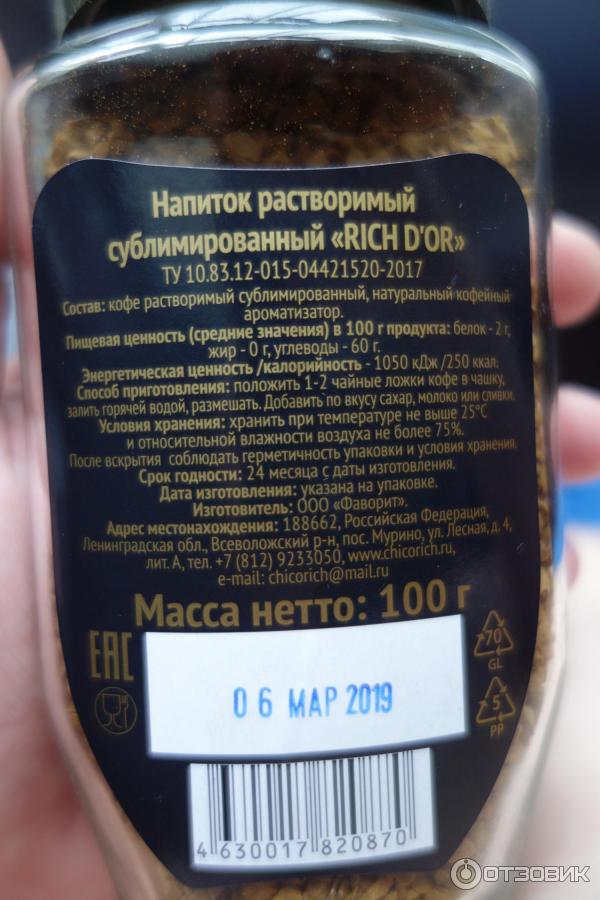 Напиток растворимый
сублимированный «RICH D'OR»
ТУ 10.83.12-015-04421520-2017
Состав: кофе растворимый сублимированный, натуральный кофейный
ароматизатор.
Пищевая ценность (средние значения) в 100 г продукта: белок - 2 г,
жир - 0 г, углеводы - 60 г.
Энергетическая ценность /калорийность - 1050 кДж /250 ккал.
Способ приготовления: положить 1-2 чайные ложки кофе в чашку,
залить горячей водой, размешать. Добавить по вкусу сахар, молоко или сливки.
Условия хранения: хранить при температуре не выше 25°С
и относительной влажности воздуха не более 75%.
После вскрытия соблюдать герметичность упаковки и условия хранения.
Срок годности: 24 месяца с даты изготовления.
Дата изготовления: указана на упаковке.
Изготовитель: ООО «Фаворит».
Адрес местонахождения: 188662, Российская Федерация,
Ленинградская обл., Всеволожский р-н, пос. Мурино, ул. Лесная, д. 4,
лит. А, тел. +7 (812) 9233050, www.chicorich.ru,
e-mail: chicorich@mail.ru
Масса нетто: 100 г
EAC
70
GL
5
PP
06 МАР 2019
4 630017 820870
ОТЗОВИК